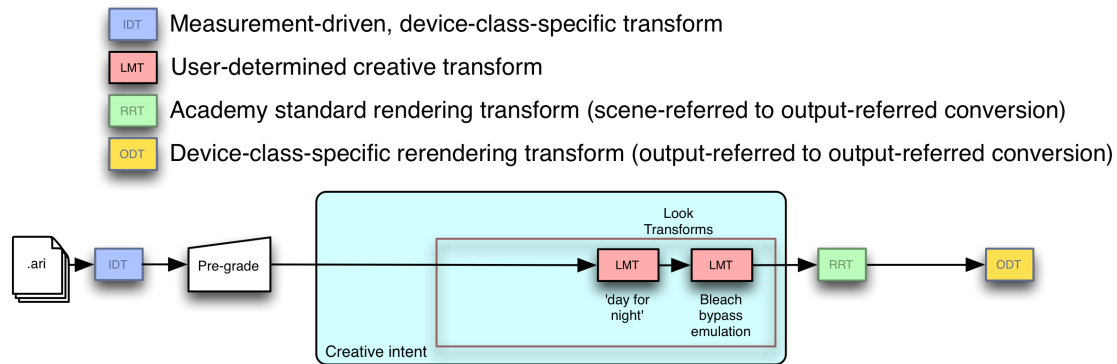 IDT Measurement-driven, device-class-specific transform
LMT User-determined creative transform
RRT Academy standard rendering transform (scene-referred to output-referred conversion)
ODT Device-class-specific rerendering transform (output-referred to output-referred conversion)
Look
Transforms
.ari
IDT
Pre-grade
LMT
LMT
RRT
ODT
'day for
night'
Bleach
bypass
emulation
Creative intent